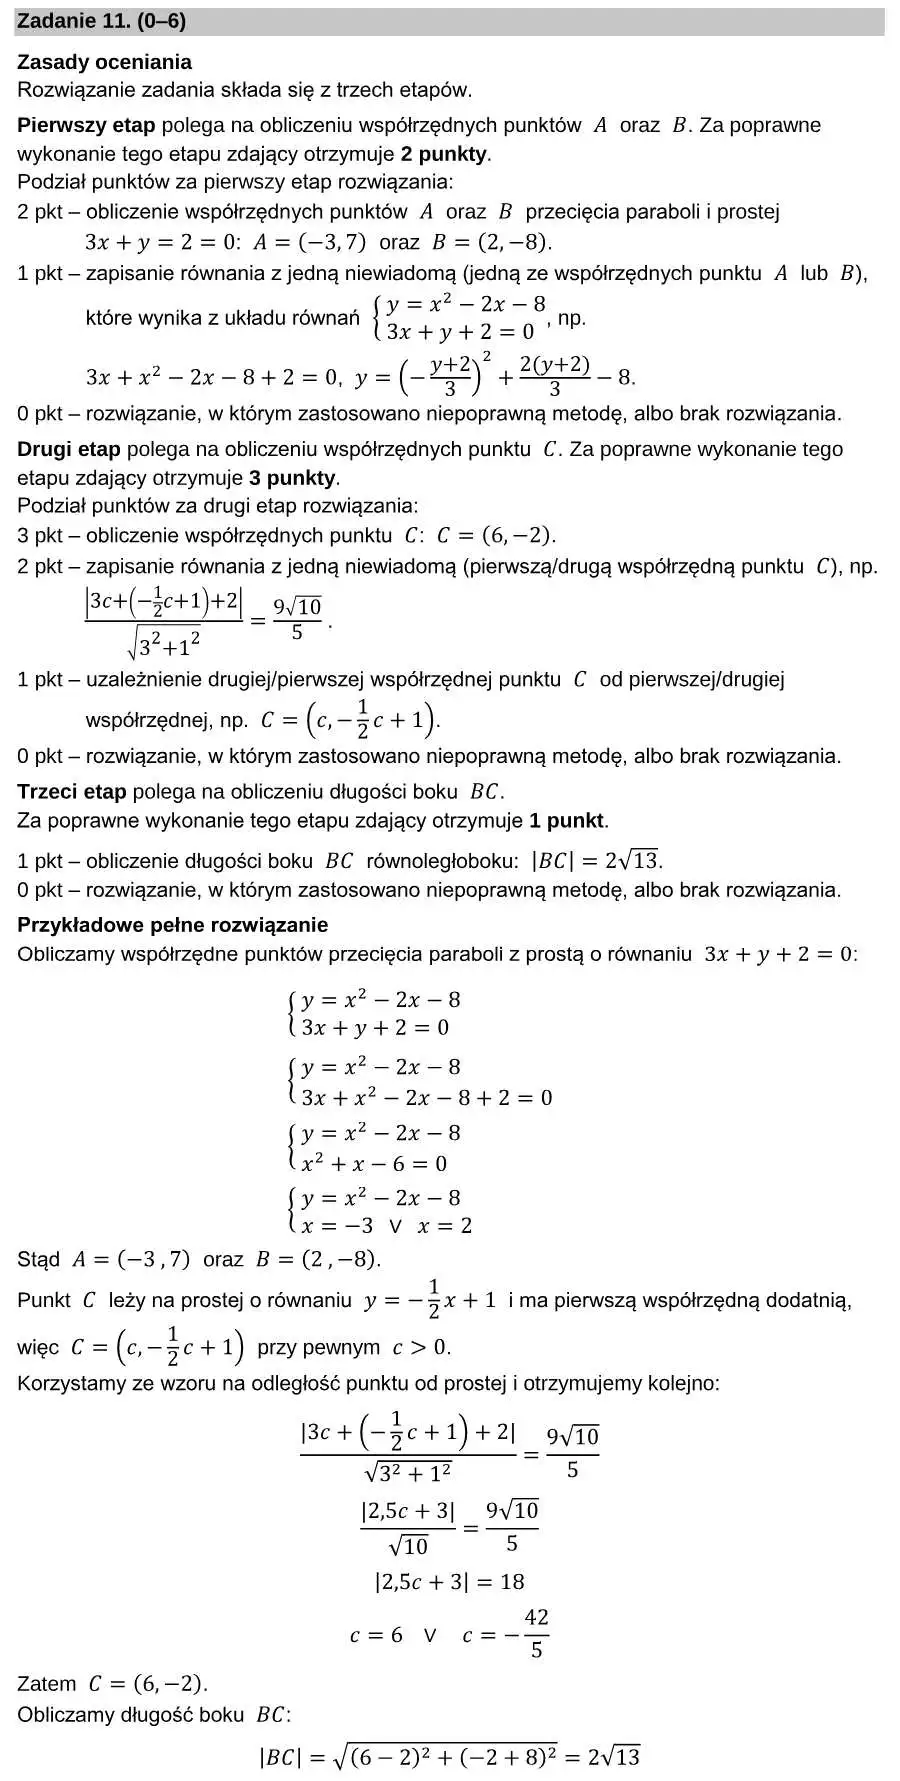 Zadanie 11. (0–6)
Zasady oceniania
Rozwiązanie zadania składa się z trzech etapów.
Pierwszy etap polega na obliczeniu współrzędnych punktów A oraz B. Za poprawne
wykonanie tego etapu zdający otrzymuje 2 punkty.
Podział punktów za pierwszy etap rozwiązania:
2 pkt – obliczenie współrzędnych punktów A oraz B przecięcia paraboli i prostej
3x + y = 2 = 0: A = (−3, 7) oraz B = (2, −8).
1 pkt – zapisanie równania z jedną niewiadomą (jedną ze współrzędnych punktu A lub B),
które wynika z układu równań { y = x² − 2x − 8 ; 3x + y + 2 = 0 , np.
3x + x² − 2x − 8 + 2 = 0, y = (−(y+2)/3)² + 2(y+2)/3 − 8.
0 pkt – rozwiązanie, w którym zastosowano niepoprawną metodę, albo brak rozwiązania.
Drugi etap polega na obliczeniu współrzędnych punktu C. Za poprawne wykonanie tego
etapu zdający otrzymuje 3 punkty.
Podział punktów za drugi etap rozwiązania:
3 pkt – obliczenie współrzędnych punktu C: C = (6, −2).
2 pkt – zapisanie równania z jedną niewiadomą (pierwszą/drugą współrzędną punktu C), np.
|3c+(−1/2c+1)+2| / √(3²+1²) = 9√10/5 .
1 pkt – uzależnienie drugiej/pierwszej współrzędnej punktu C od pierwszej/drugiej
współrzędnej, np. C = (c, −1/2 c + 1).
0 pkt – rozwiązanie, w którym zastosowano niepoprawną metodę, albo brak rozwiązania.
Trzeci etap polega na obliczeniu długości boku BC.
Za poprawne wykonanie tego etapu zdający otrzymuje 1 punkt.
1 pkt – obliczenie długości boku BC równoległoboku: |BC| = 2√13.
0 pkt – rozwiązanie, w którym zastosowano niepoprawną metodę, albo brak rozwiązania.
Przykładowe pełne rozwiązanie
Obliczamy współrzędne punktów przecięcia paraboli z prostą o równaniu 3x + y + 2 = 0:
{ y = x² − 2x − 8
3x + y + 2 = 0
{ y = x² − 2x − 8
3x + x² − 2x − 8 + 2 = 0
{ y = x² − 2x − 8
x² + x − 6 = 0
{ y = x² − 2x − 8
x = −3 ∨ x = 2
Stąd A = (−3 , 7) oraz B = (2 , −8).
Punkt C leży na prostej o równaniu y = −1/2 x + 1 i ma pierwszą współrzędną dodatnią,
więc C = (c, −1/2 c + 1) przy pewnym c > 0.
Korzystamy ze wzoru na odległość punktu od prostej i otrzymujemy kolejno:
|3c + (−1/2 c + 1) + 2| / √(3² + 1²) = 9√10/5
|2,5c + 3| / √10 = 9√10/5
|2,5c + 3| = 18
c = 6 ∨ c = −42/5
Zatem C = (6, −2).
Obliczamy długość boku BC:
|BC| = √((6 − 2)² + (−2 + 8)²) = 2√13